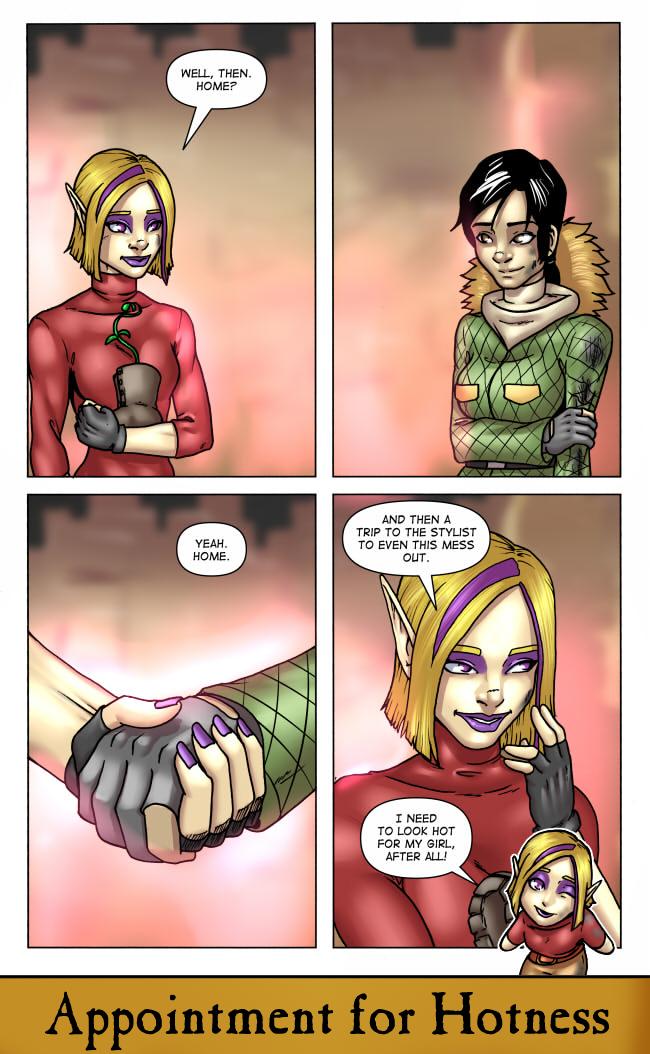 WELL, THEN.
HOME?
YEAH.
HOME.
AND THEN A
TRIP TO THE STYLIST
TO EVEN THIS MESS
OUT.
I NEED
TO LOOK HOT
FOR MY GIRL,
AFTER ALL!
Appointment for Hotness